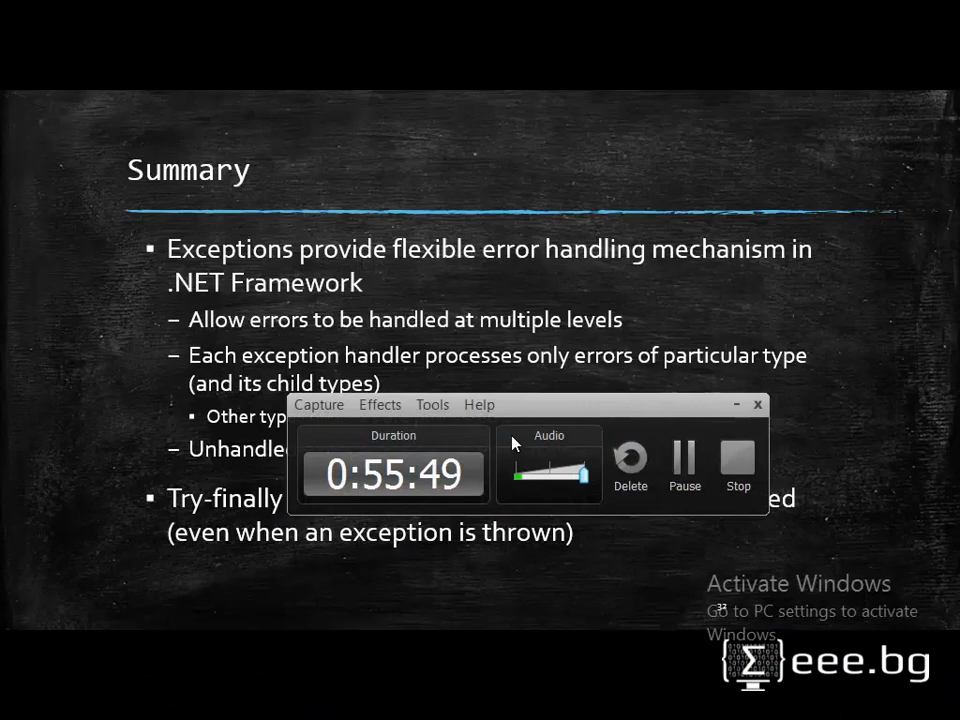 Summary
▪ Exceptions provide flexible error handling mechanism in
.NET Framework
– Allow errors to be handled at multiple levels
– Each exception handler processes only errors of particular type
(and its child types)
▪ Other
Capture Effects Tools Help - x
Duration Audio
0:55:49
Delete Pause Stop
▪ Try-finally
(even when an exception is thrown)
Activate Windows
32
Go to PC settings to activate
Windows.
{Σ}eee.bg